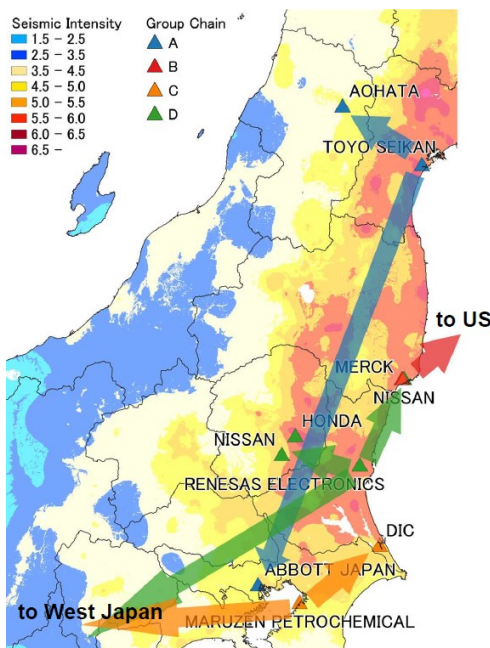 Seismic Intensity
1.5 - 2.5
2.5 - 3.5
3.5 - 4.5
4.5 - 5.0
5.0 - 5.5
5.5 - 6.0
6.0 - 6.5
6.5 -
Group Chain
A
B
C
D
AOHATA
TOYO SEIKAN
to US
MERCK
NISSAN
HONDA
NISSAN
RENESAS ELECTRONICS
DIC
ABBOTT JAPAN
to West Japan
MARUZEN PETROCHEMICAL